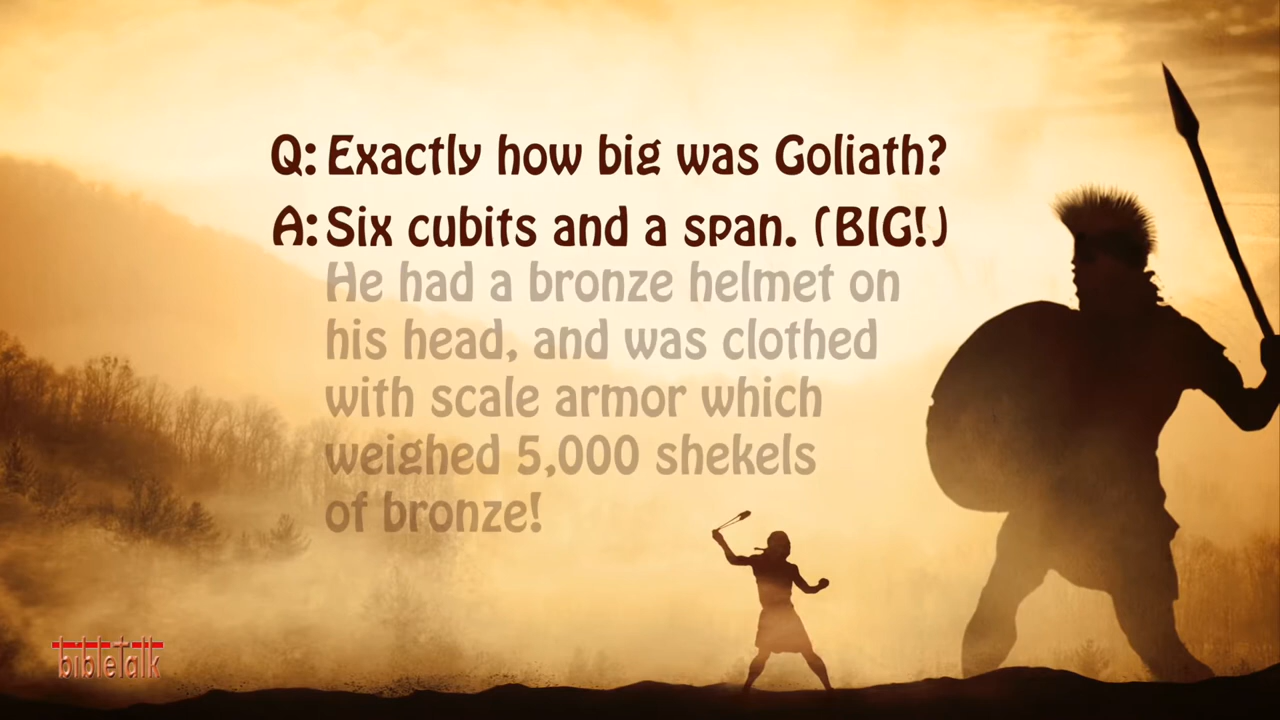 Q: Exactly how big was Goliath?
A: Six cubits and a span. (BIG!)
He had a bronze helmet on
his head, and was clothed
with scale armor which
weighed 5,000 shekels
of bronze!
bibletalk